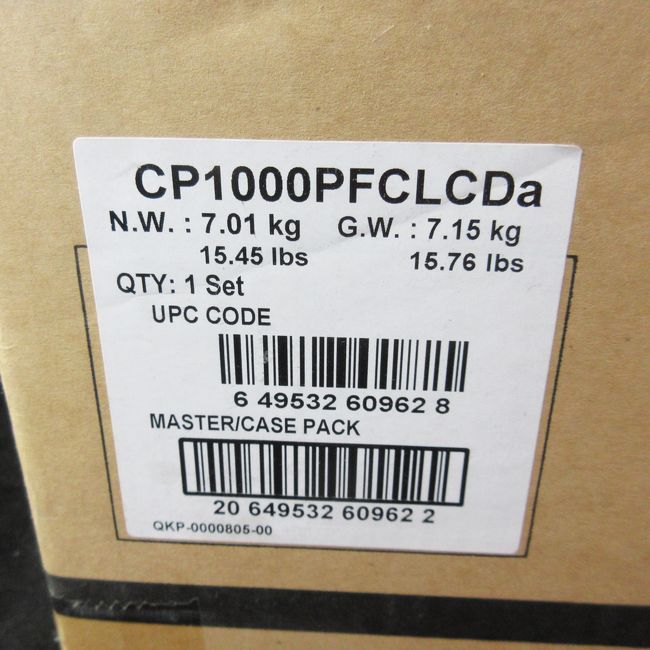 CP1000PFCLCDa
N.W. : 7.01 kg G.W. : 7.15 kg
15.45 lbs 15.76 lbs
QTY: 1 Set
UPC CODE
6 49532 60962 8
MASTER/CASE PACK
20 649532 60962 2
QKP-0000805-00